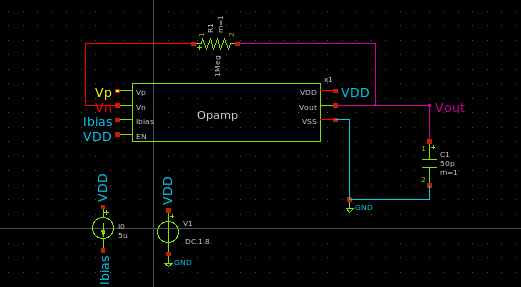 R1
m=1
1
2
1Meg
x1
Vp
Vp
VDD
VDD
Vn
Vn
Opamp
Vout
Vout
Ibias
Ibias
VSS
VDD
EN
1
C1
50p
m=1
2
GND
VDD
VDD
I0
5u
V1
DC 1.8
GND
Ibias